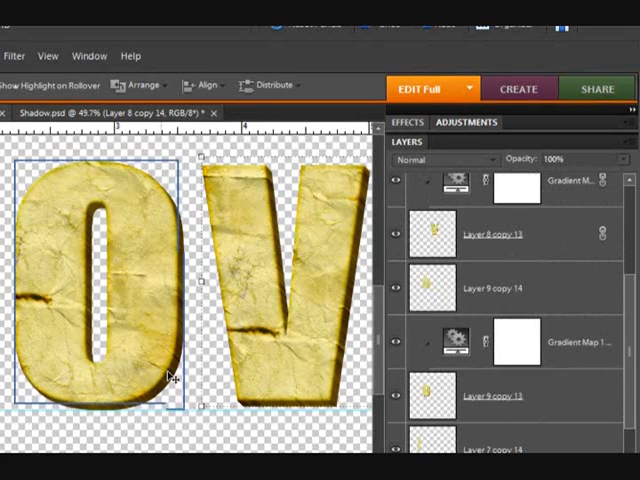 Filter View Window Help
Show Highlight on Rollover Arrange Align Distribute
EDIT Full CREATE SHARE
Shadow.psd @ 49.7% (Layer 8 copy 14, RGB/8*) *
EFFECTS ADJUSTMENTS
3 4
LAYERS
Normal Opacity: 100%
Gradient M...
Layer 8 copy 13
Layer 9 copy 14
Gradient Map 1 ...
Layer 9 copy 13
Layer 7 copy 14
OV